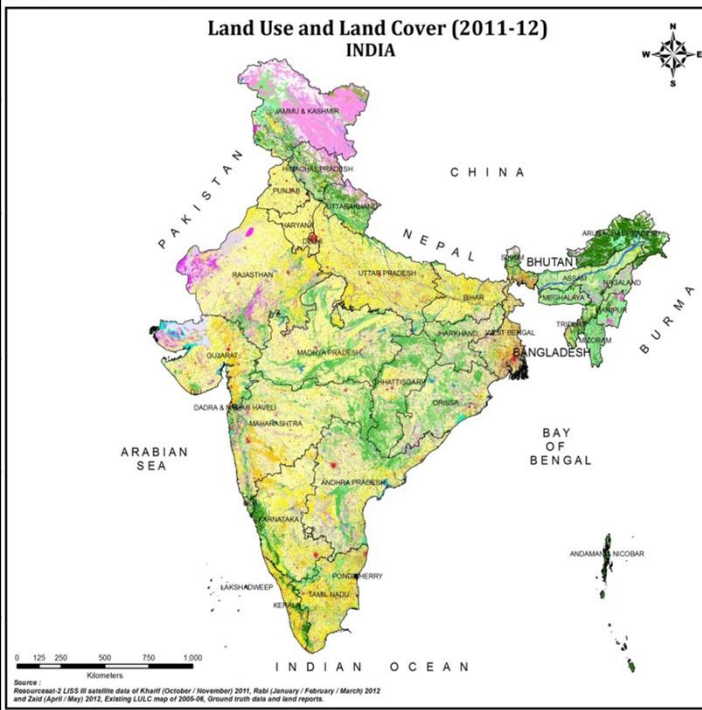 Land Use and Land Cover (2011-12)
INDIA
N
W E
S
JAMMU & KASHMIR
CHINA
HIMACHAL PRADESH
PAKISTAN
PUNJAB
UTTARAKHAND
HARYANA
DELHI
NEPAL
ARUNACHAL PRADESH
SIKKIM
BHUTAN
RAJASTHAN
UTTAR PRADESH
ASSAM
NAGALAND
BIHAR
MEGHALAYA
MANIPUR
BURMA
TRIPURA
JHARKHAND
WEST BENGAL
MIZORAM
GUJARAT
MADHYA PRADESH
BANGLADESH
CHHATTISGARH
ORISSA
DADRA & NAGAR HAVELI
MAHARASHTRA
ARABIAN
SEA
BAY
OF
BENGAL
ANDHRA PRADESH
KARNATAKA
ANDAMAN & NICOBAR
PONDICHERRY
LAKSHADWEEP
TAMIL NADU
KERALA
0 125 250 500 750 1,000
Kilometers
INDIAN OCEAN
Source :
Resourcesat-2 LISS III satellite data of Kharif (October / November) 2011, Rabi (January / February / March) 2012
and Zaid (April / May) 2012, Existing LULC map of 2005-06, Ground truth data and land reports.